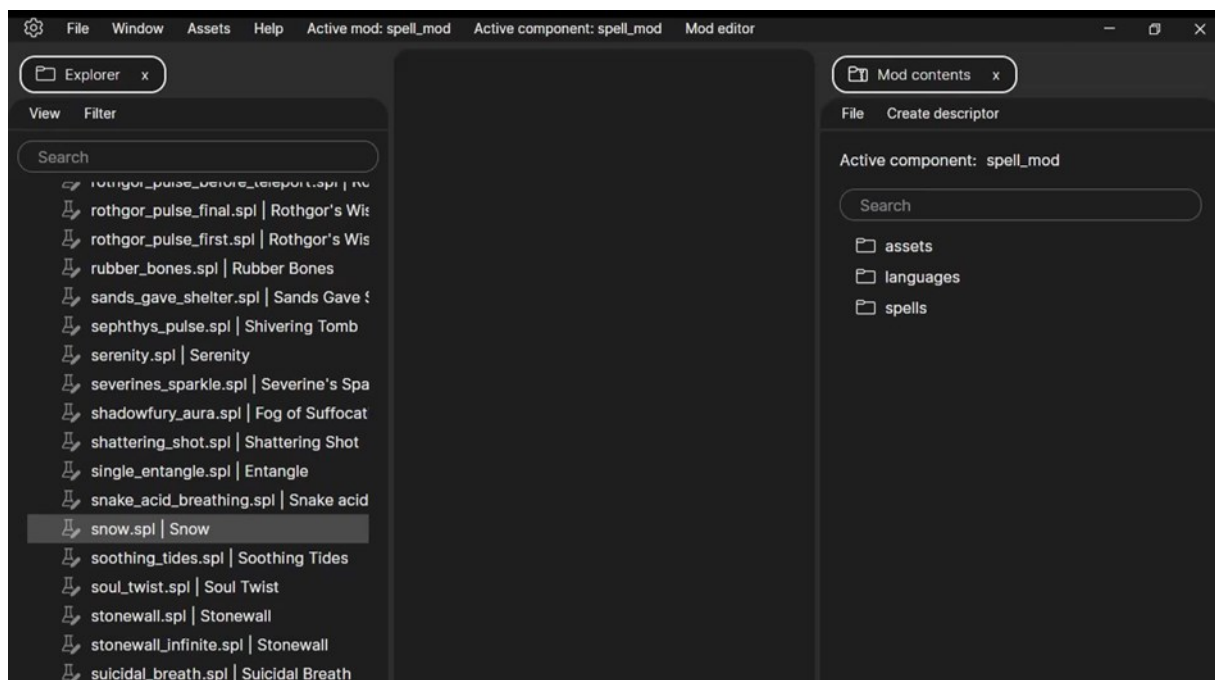 File Window Assets Help Active mod: spell_mod Active component: spell_mod Mod editor
Explorer x
View Filter
Search
rothgor_pulse_before_teleport.spl |
rothgor_pulse_final.spl | Rothgor's Wis
rothgor_pulse_first.spl | Rothgor's Wis
rubber_bones.spl | Rubber Bones
sands_gave_shelter.spl | Sands Gave S
sephthys_pulse.spl | Shivering Tomb
serenity.spl | Serenity
severines_sparkle.spl | Severine's Spa
shadowfury_aura.spl | Fog of Suffocat
shattering_shot.spl | Shattering Shot
single_entangle.spl | Entangle
snake_acid_breathing.spl | Snake acid
snow.spl | Snow
soothing_tides.spl | Soothing Tides
soul_twist.spl | Soul Twist
stonewall.spl | Stonewall
stonewall_infinite.spl | Stonewall
suicidal_breath.spl | Suicidal Breath
Mod contents x
File Create descriptor
Active component: spell_mod
Search
assets
languages
spells